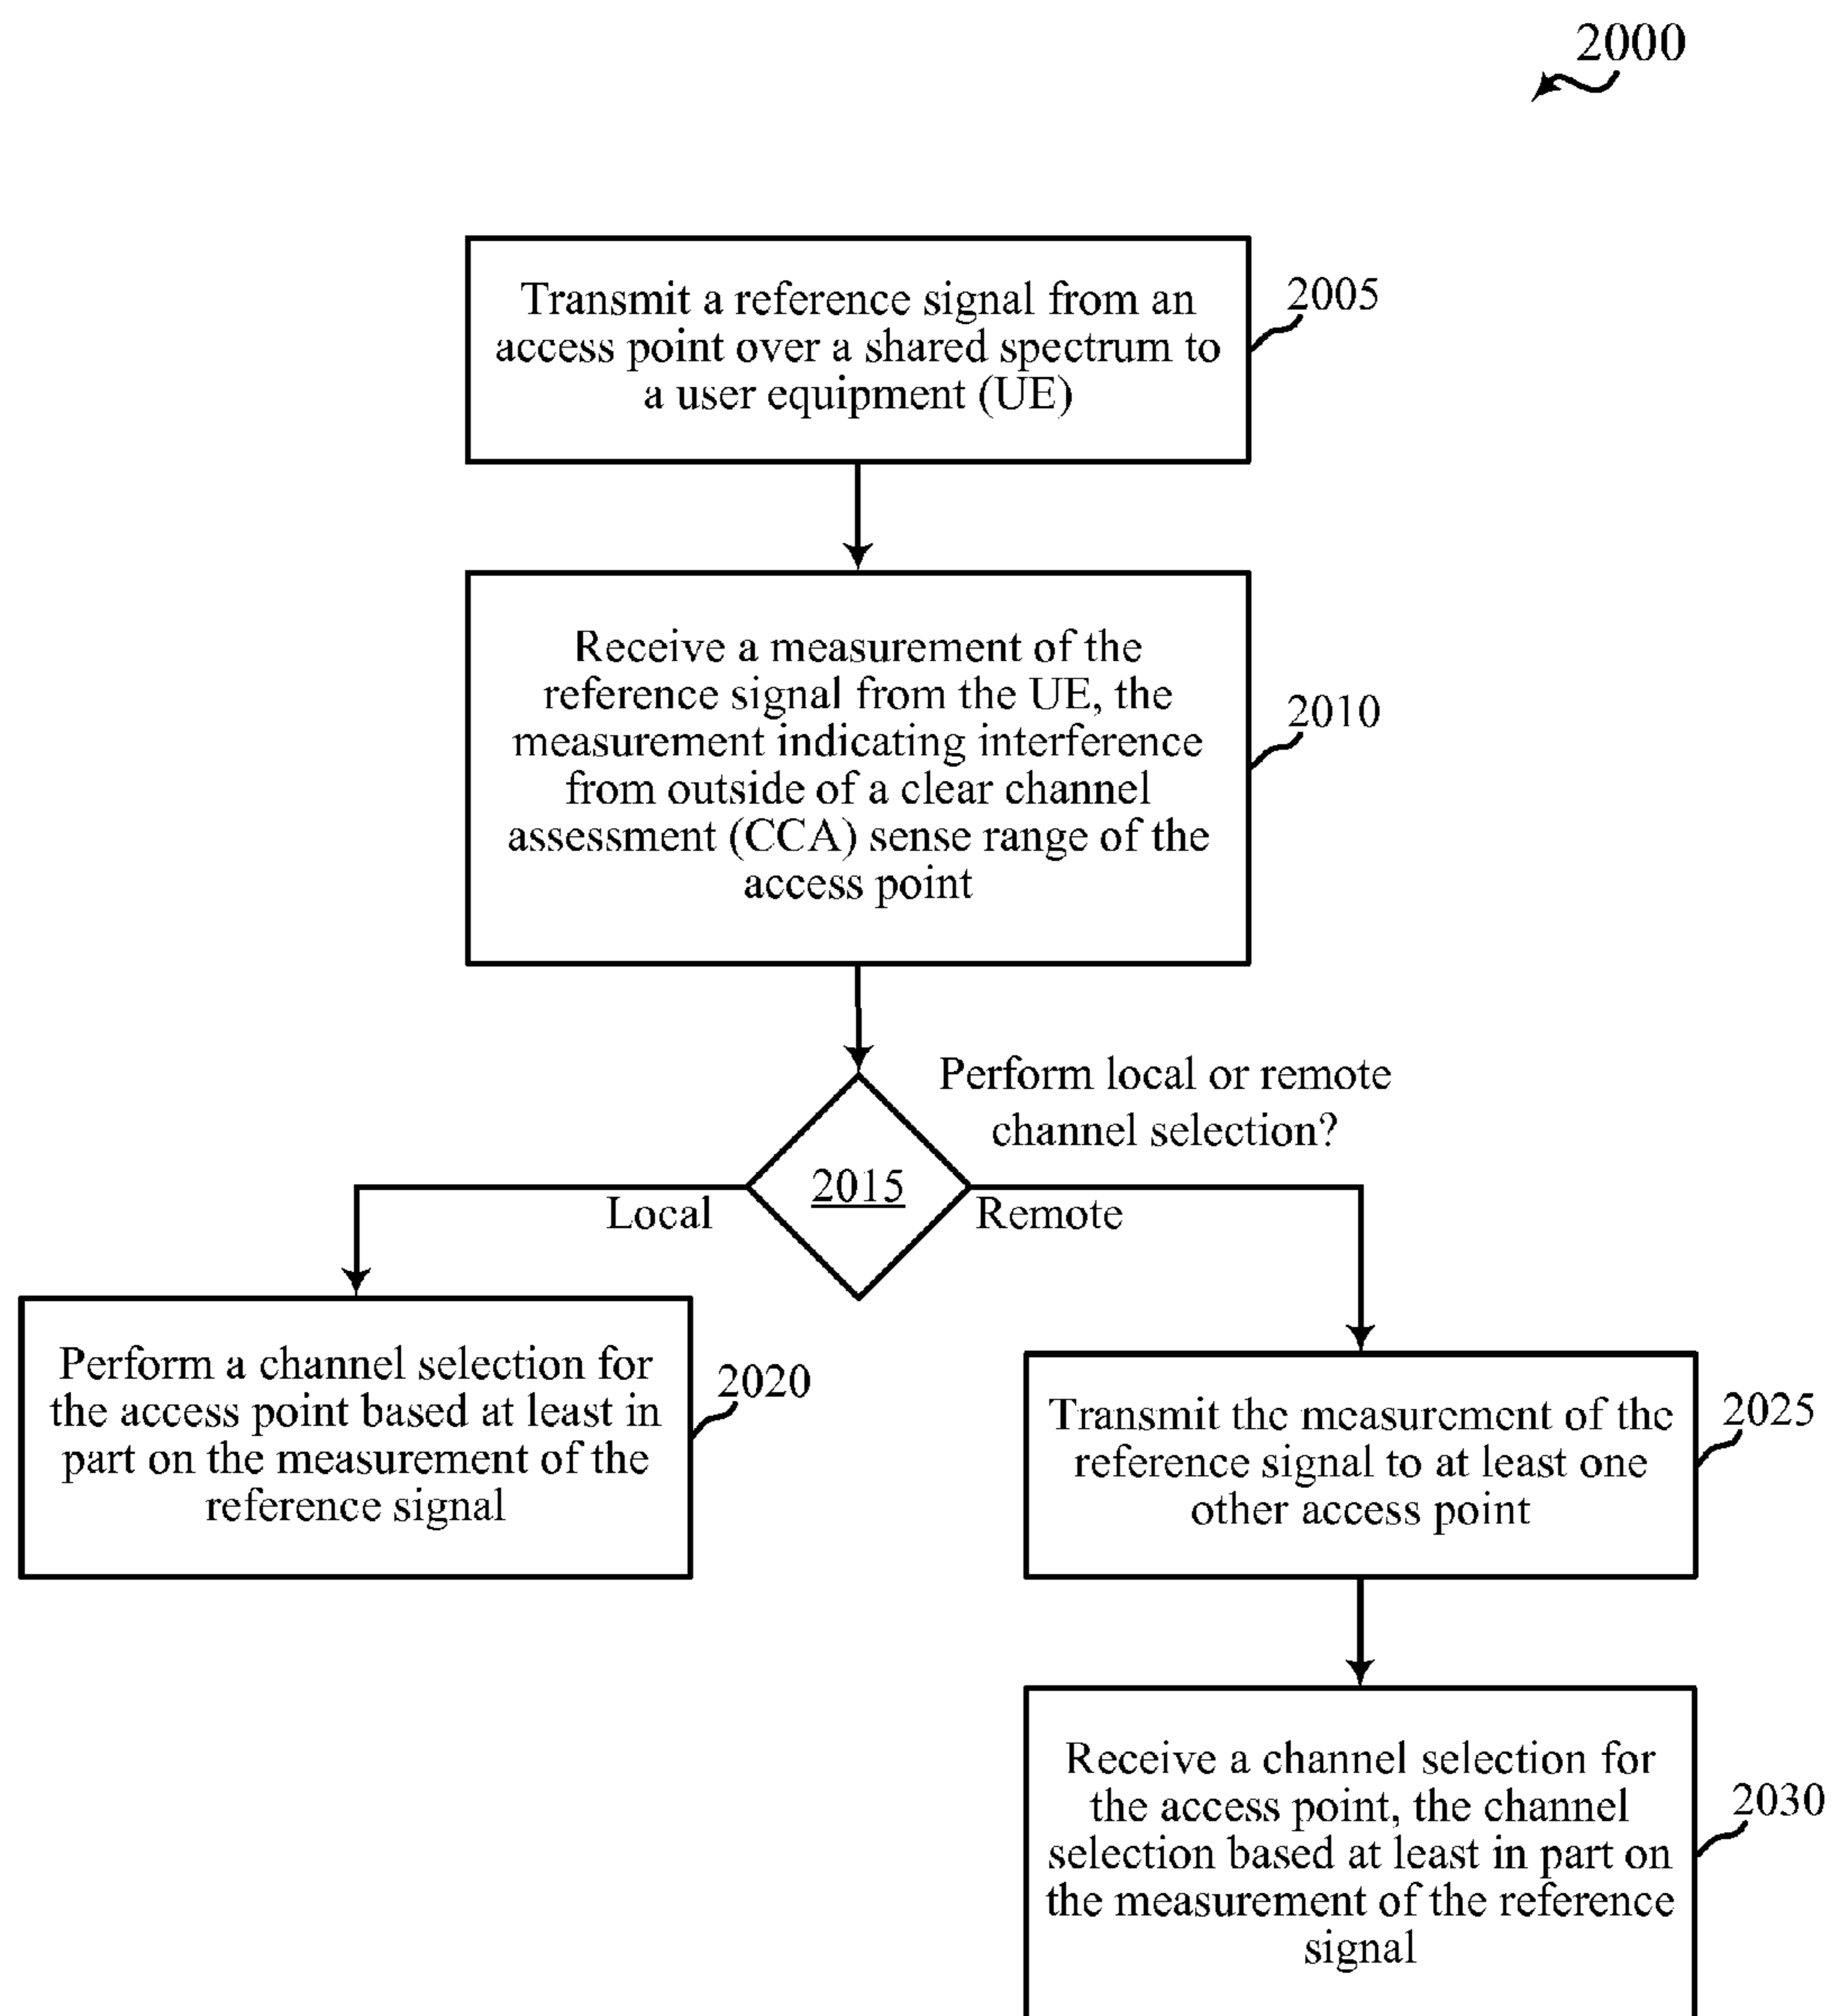 2000
Transmit a reference signal from an
access point over a shared spectrum to
a user equipment (UE)
2005
Receive a measurement of the
reference signal from the UE, the
measurement indicating interference
from outside of a clear channel
assessment (CCA) sense range of the
access point
2010
Perform local or remote
channel selection?
2015
Local
Remote
Perform a channel selection for
the access point based at least in
part on the measurement of the
reference signal
2020
Transmit the measurement of the
reference signal to at least one
other access point
2025
Receive a channel selection for
the access point, the channel
selection based at least in part on
the measurement of the reference
signal
2030